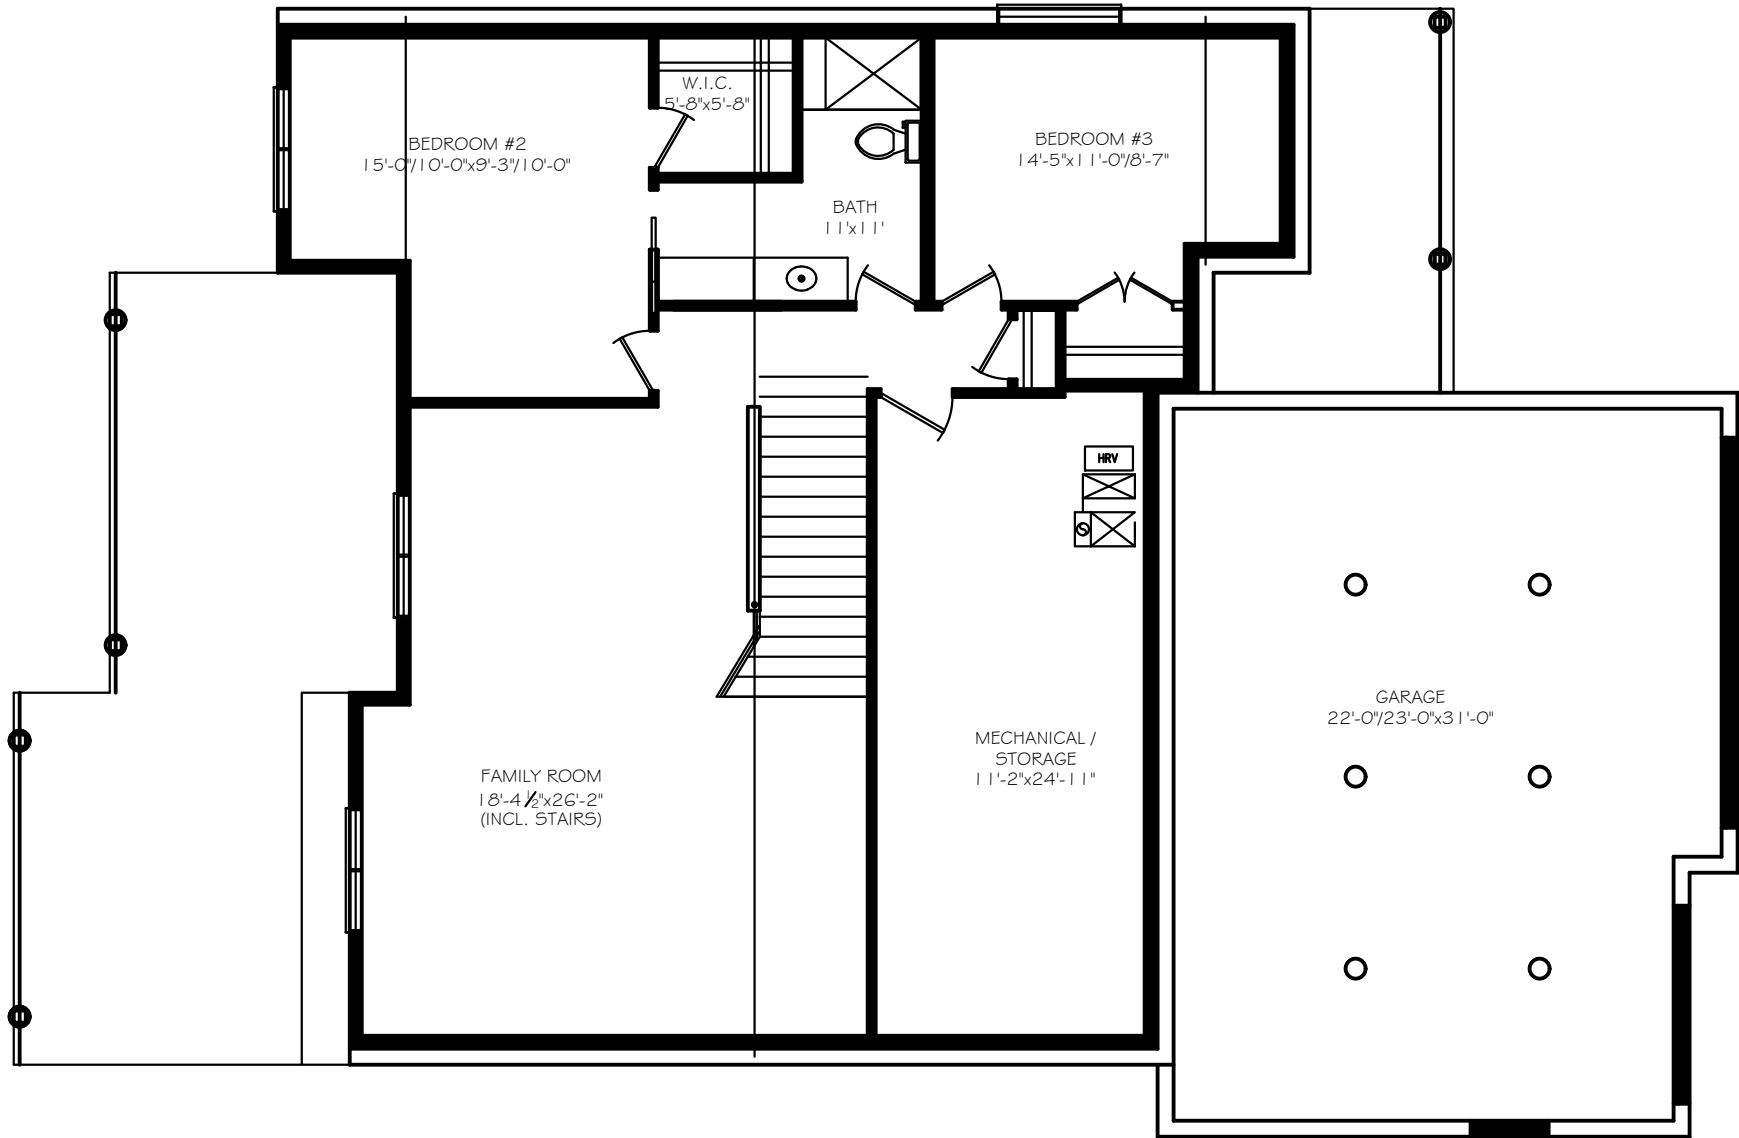 W.I.C.
5'-8"x5'-8"
BEDROOM #2
15'-0"/10'-0"x9'-3"/10'-0"
BEDROOM #3
14'-5"x11'-0"/8'-7"
BATH
11'x11'
HRV
GARAGE
22'-0"/23'-0"x31'-0"
MECHANICAL /
STORAGE
11'-2"x24'-11"
FAMILY ROOM
18'-4 1/2"x26'-2"
(INCL. STAIRS)